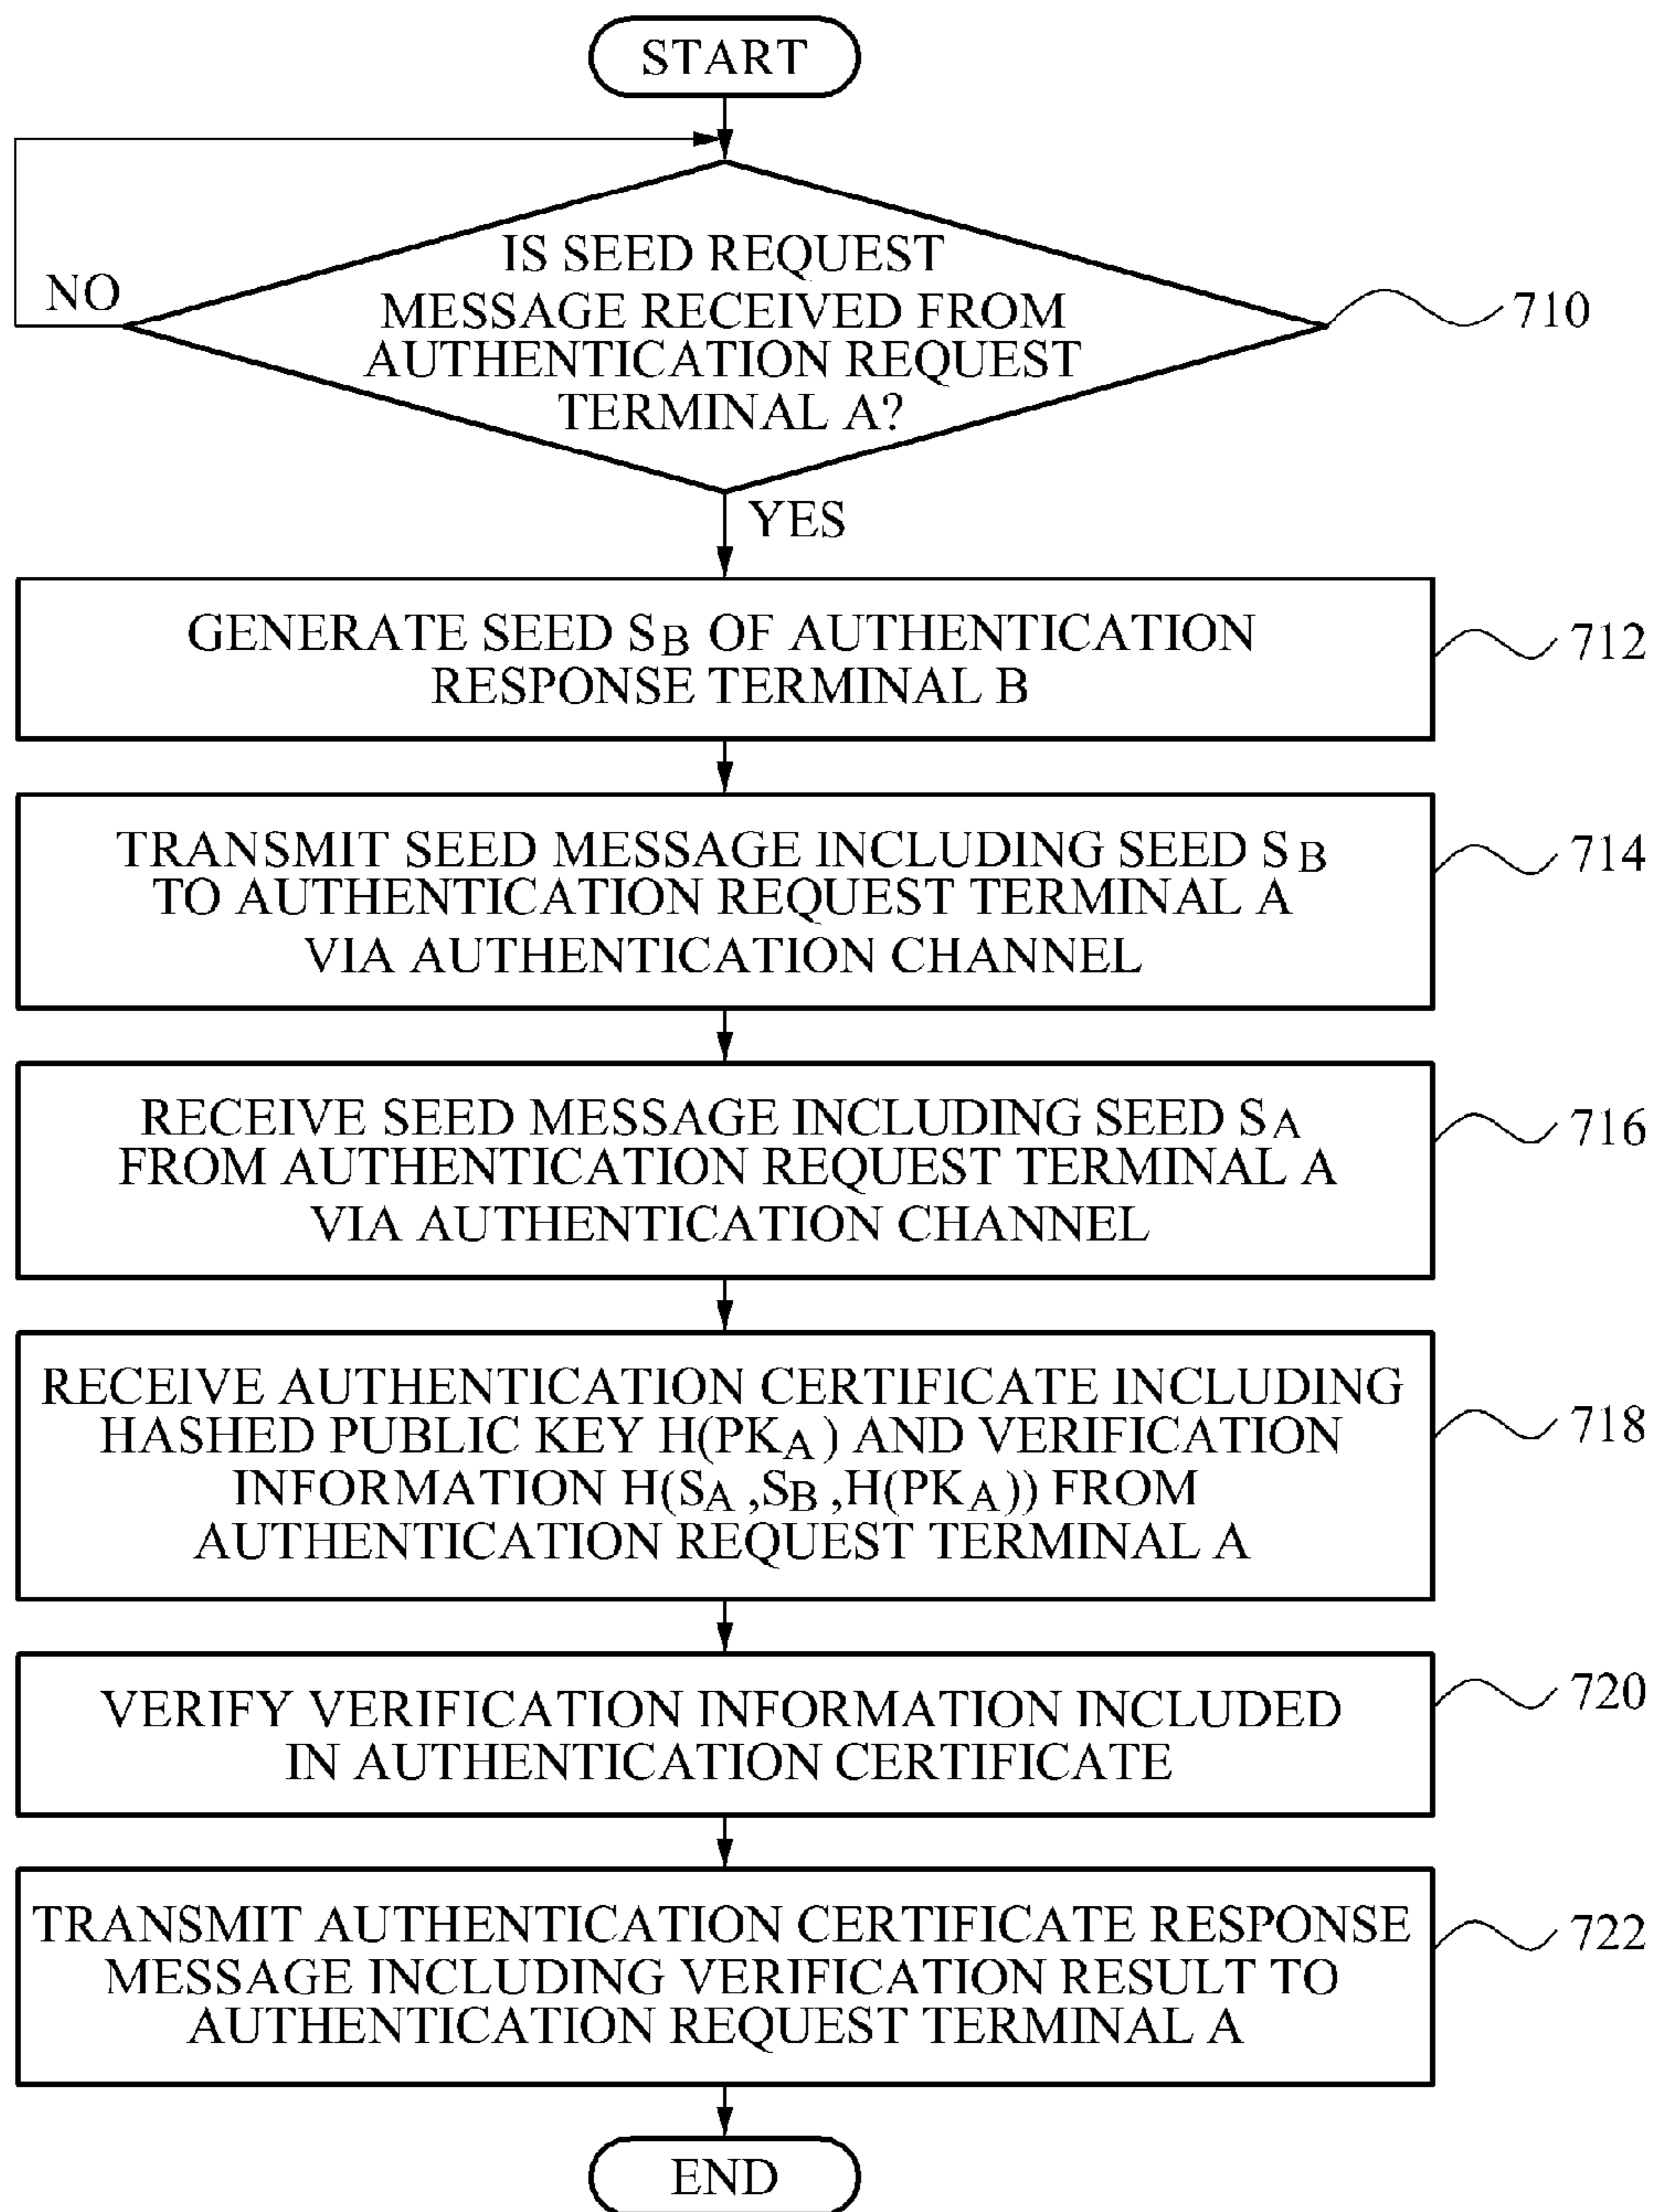 START
IS SEED REQUEST
MESSAGE RECEIVED FROM
AUTHENTICATION REQUEST
TERMINAL A?
NO
710
YES
GENERATE SEED SB OF AUTHENTICATION
RESPONSE TERMINAL B
712
TRANSMIT SEED MESSAGE INCLUDING SEED SB
TO AUTHENTICATION REQUEST TERMINAL A
VIA AUTHENTICATION CHANNEL
714
RECEIVE SEED MESSAGE INCLUDING SEED SA
FROM AUTHENTICATION REQUEST TERMINAL A
VIA AUTHENTICATION CHANNEL
716
RECEIVE AUTHENTICATION CERTIFICATE INCLUDING
HASHED PUBLIC KEY H(PKA) AND VERIFICATION
INFORMATION H(SA,SB,H(PKA)) FROM
AUTHENTICATION REQUEST TERMINAL A
718
VERIFY VERIFICATION INFORMATION INCLUDED
IN AUTHENTICATION CERTIFICATE
720
TRANSMIT AUTHENTICATION CERTIFICATE RESPONSE
MESSAGE INCLUDING VERIFICATION RESULT TO
AUTHENTICATION REQUEST TERMINAL A
722
END